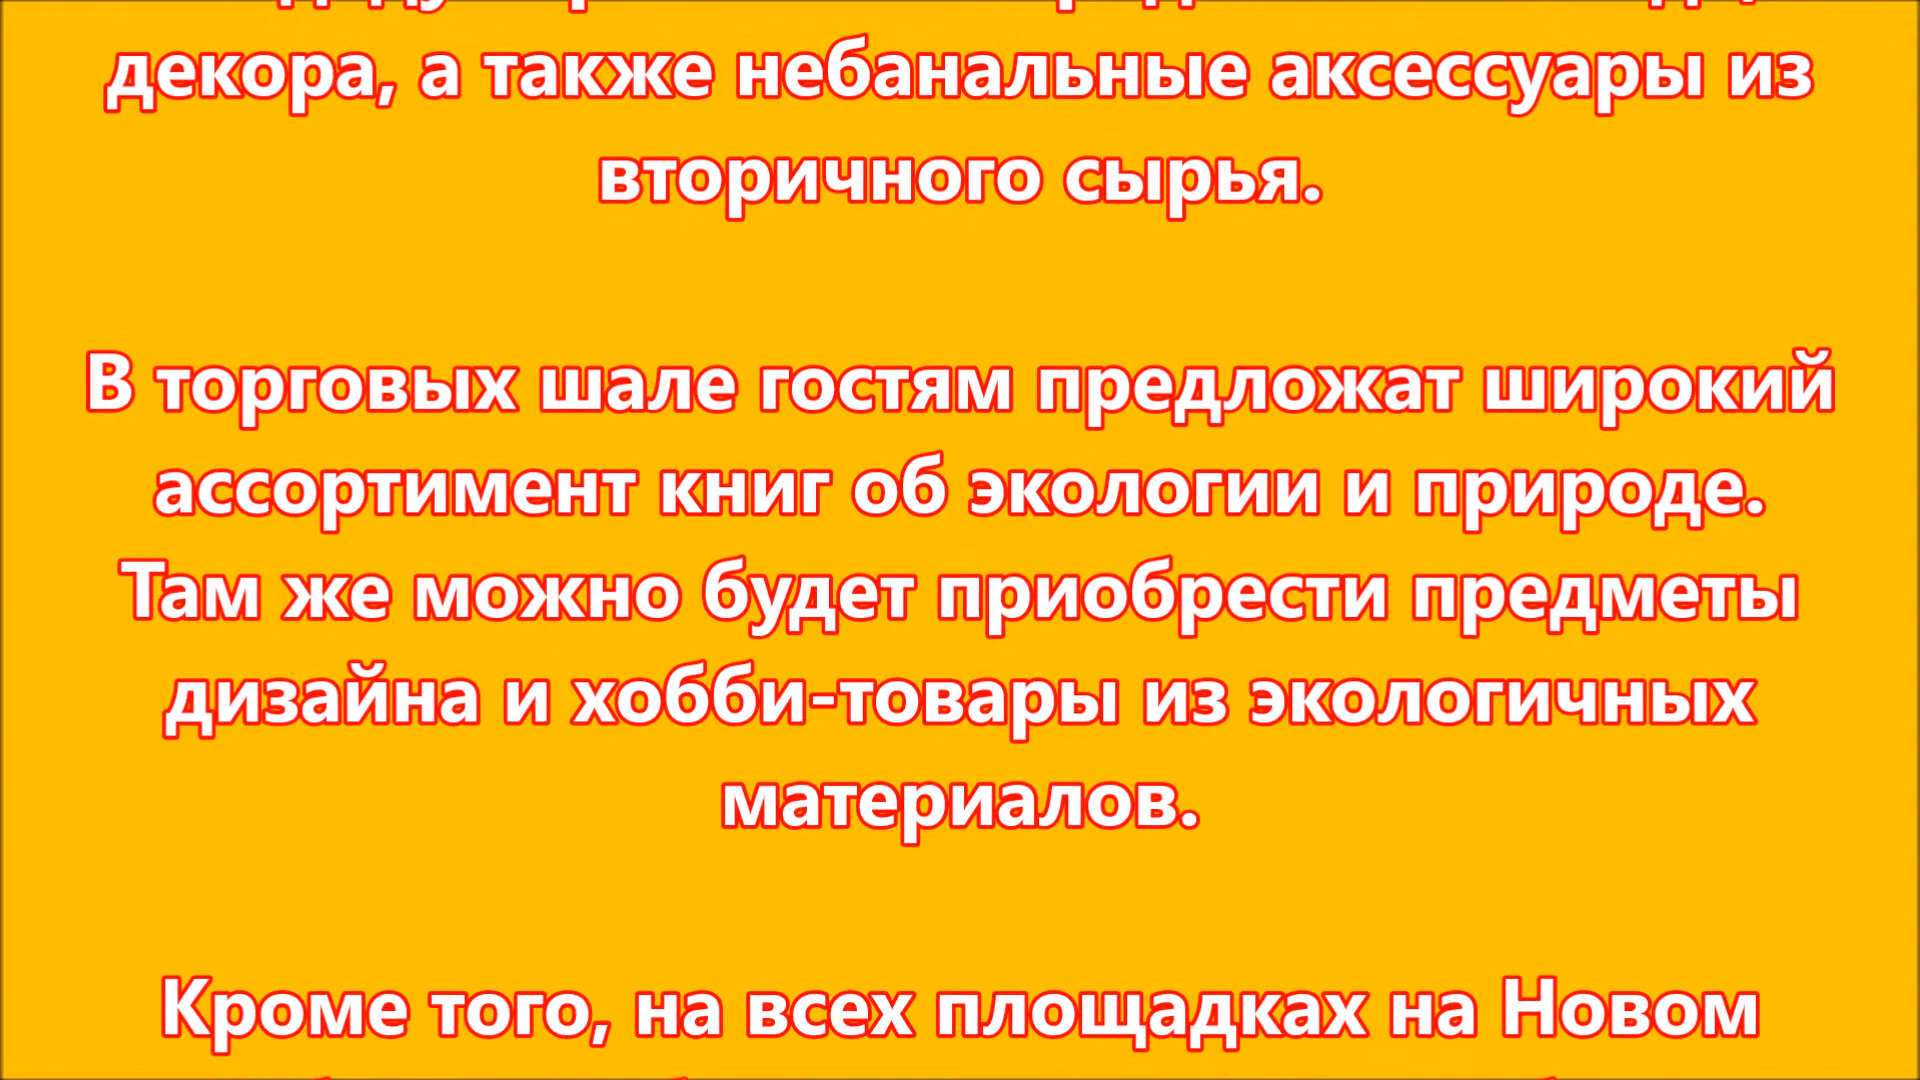 декора, а также небанальные аксессуары из
вторичного сырья.
В торговых шале гостям предложат широкий
ассортимент книг об экологии и природе.
Там же можно будет приобрести предметы
дизайна и хобби-товары из экологичных
материалов.
Кроме того, на всех площадках на Новом